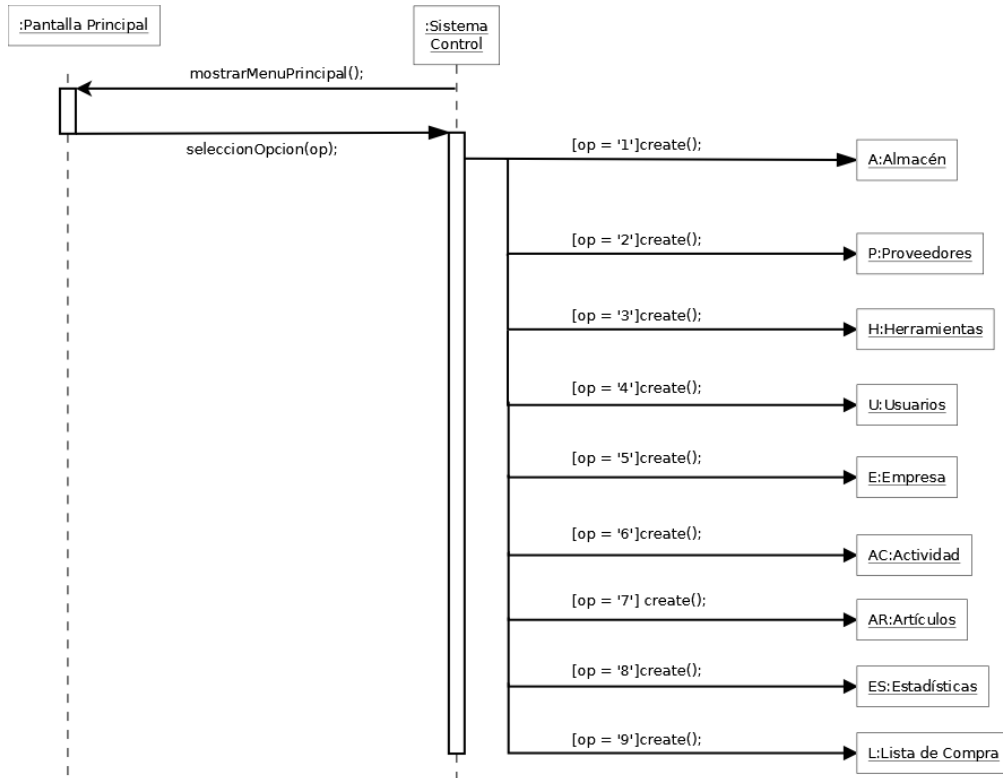 :Pantalla Principal
:Sistema
Control
mostrarMenuPrincipal();
seleccionOpcion(op);
[op = '1']create();
A:Almacén
[op = '2']create();
P:Proveedores
[op = '3']create();
H:Herramientas
[op = '4']create();
U:Usuarios
[op = '5']create();
E:Empresa
[op = '6']create();
AC:Actividad
[op = '7'] create();
AR:Artículos
[op = '8']create();
ES:Estadísticas
[op = '9']create();
L:Lista de Compra